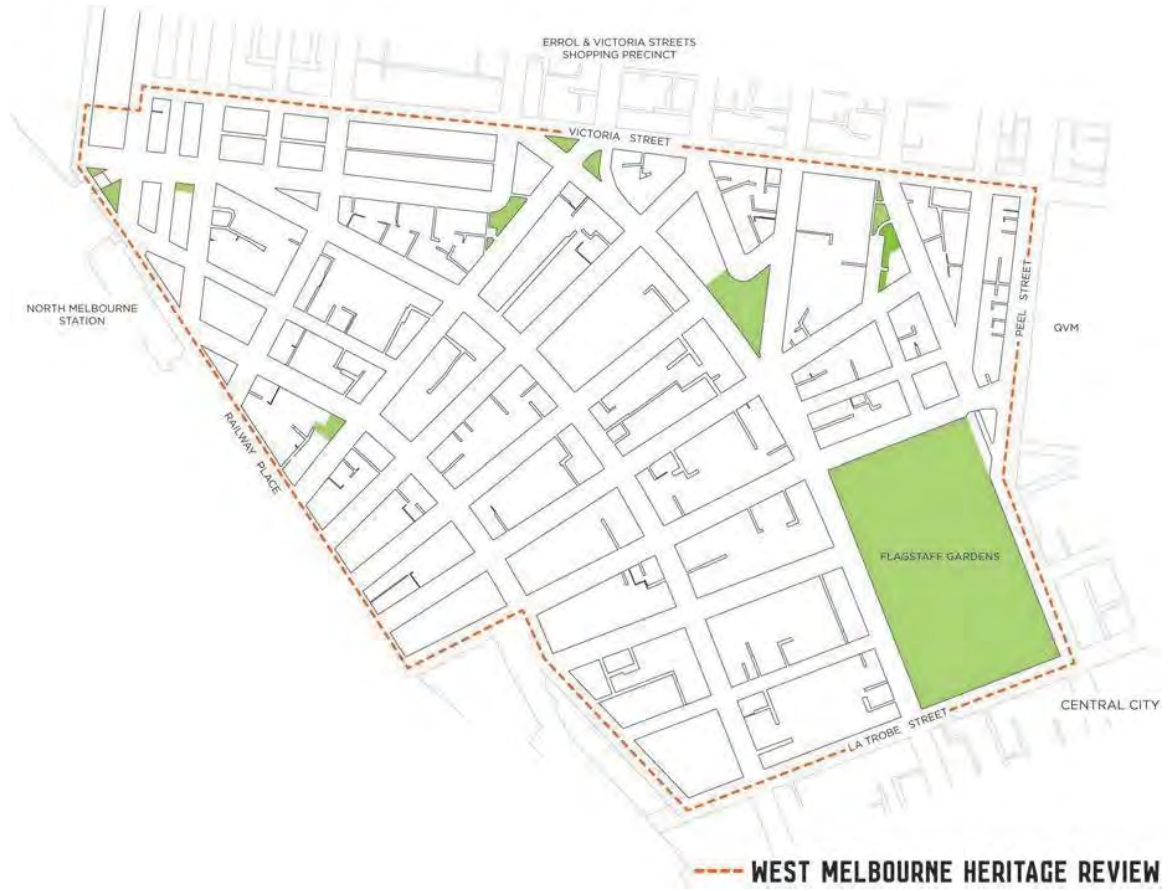 ERROL & VICTORIA STREETS
SHOPPING PRECINCT
VICTORIA STREET
PEEL STREET
QVM
NORTH MELBOURNE
STATION
RAILWAY PLACE
FLAGSTAFF GARDENS
CENTRAL CITY
LA TROBE STREET
WEST MELBOURNE HERITAGE REVIEW